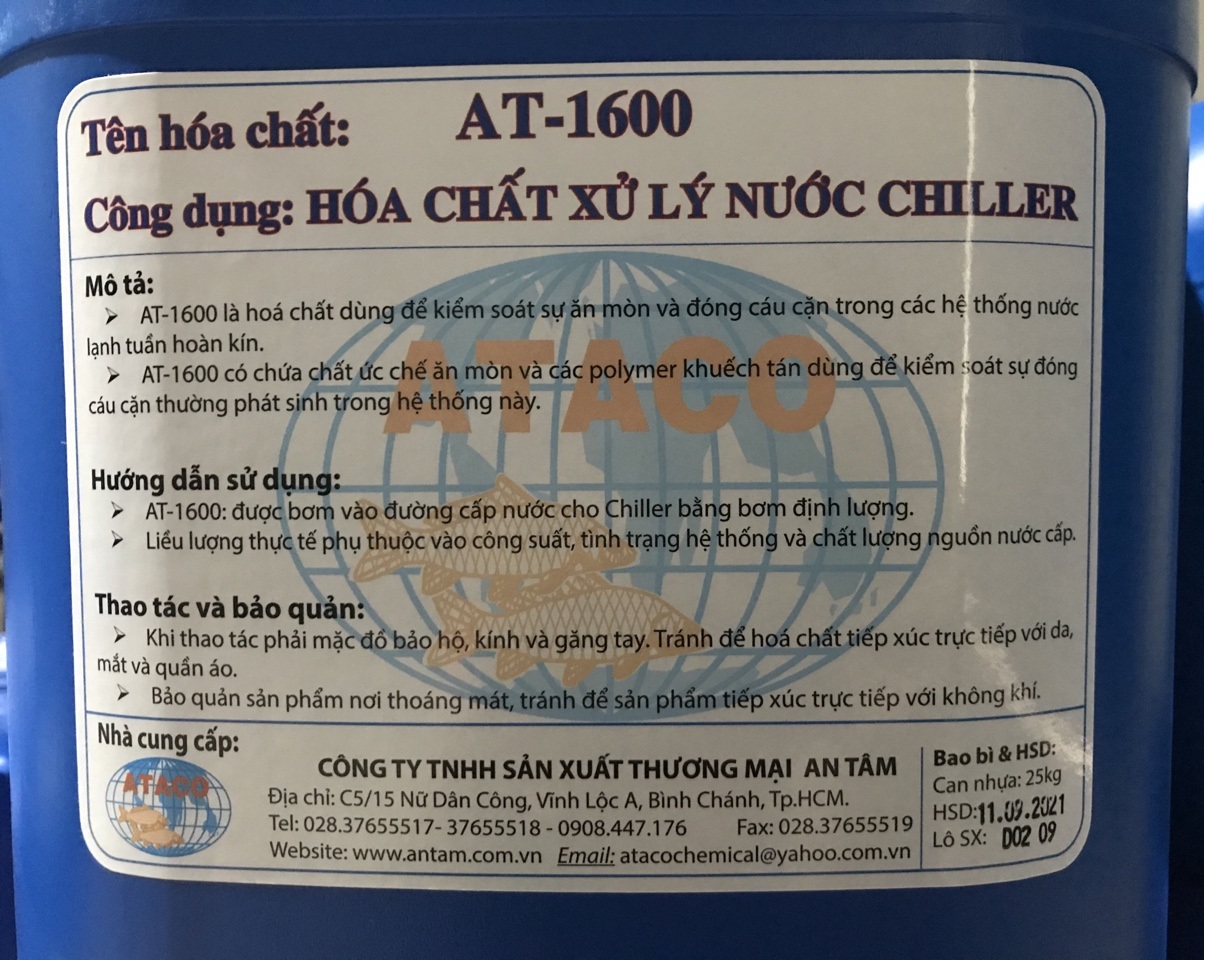 Tên hóa chất: AT-1600
Công dụng: HÓA CHẤT XỬ LÝ NƯỚC CHILLER
Mô tả:
➢ AT-1600 là hoá chất dùng để kiểm soát sự ăn mòn và đóng cáu cặn trong các hệ thống nước
lạnh tuần hoàn kín.
➢ AT-1600 có chứa chất ức chế ăn mòn và các polymer khuếch tán dùng để kiểm soát sự đóng
cáu cặn thường phát sinh trong hệ thống này.
ATACO
Hướng dẫn sử dụng:
➢ AT-1600: được bơm vào đường cấp nước cho Chiller bằng bơm định lượng.
➢ Liều lượng thực tế phụ thuộc vào công suất, tình trạng hệ thống và chất lượng nguồn nước cấp.
Thao tác và bảo quản:
➢ Khi thao tác phải mặc đồ bảo hộ, kính và găng tay. Tránh để hoá chất tiếp xúc trực tiếp với da,
mắt và quần áo.
➢ Bảo quản sản phẩm nơi thoáng mát, tránh để sản phẩm tiếp xúc trực tiếp với không khí.
Nhà cung cấp:
ATACO
CÔNG TY TNHH SẢN XUẤT THƯƠNG MẠI AN TÂM
Địa chỉ: C5/15 Nữ Dân Công, Vĩnh Lộc A, Bình Chánh, Tp.HCM.
Tel: 028.37655517- 37655518 - 0908.447.176 Fax: 028.37655519
Website: www.antam.com.vn Email: atacochemical@yahoo.com.vn
Bao bì & HSD:
Can nhựa: 25kg
HSD:11.09.2021
Lô SX: D02 09